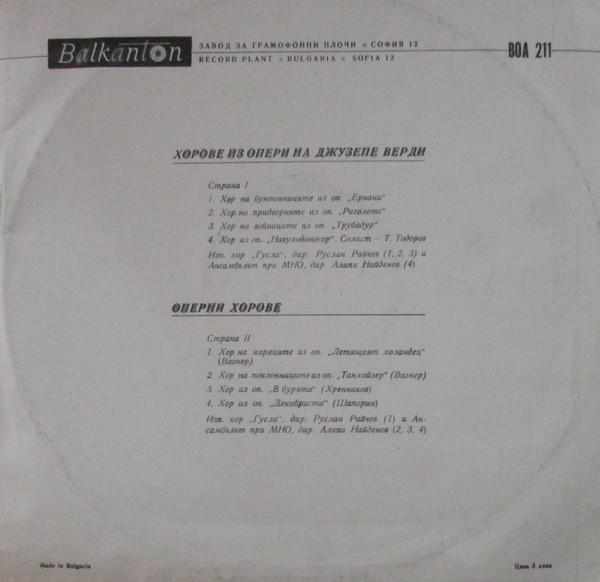 Balkanton
ЗАВОД ЗА ГРАМОФОННИ ПЛОЧИ • СОФИЯ 12
RECORD PLANT • BULGARIA • SOFIA 12
ВОА 211
ХОРОВЕ ИЗ ОПЕРИ НА ДЖУЗЕПЕ ВЕРДИ
Страна I
1. Хор на бунтовниците из оп. „Ернани“
2. Хор на придворните из оп. „Риголето“
3. Хор на войниците из оп. „Трубадур“
4. Хор из оп. „Навуходоносор“. Солист — Т. Тодоров
Изп. хор „Гусла“, дир. Руслан Райчев (1, 2, 3) и
Ансамбълът при МНО, дир. Алипи Найденов (4)
ОПЕРНИ ХОРОВЕ
Страна II
1. Хор на моряците из оп. „Летящият холандец“
(Вагнер)
2. Хор на поклонниците из оп. „Танхойзер“ (Вагнер)
3. Хор из оп. „В бурята“ (Хренников)
4. Хор из оп. „Декабристи“ (Шапорин)
Изп. хор „Гусла“, дир. Руслан Райчев (1) и Ан-
самбълът при МНО, дир. Алипи Найденов (2, 3, 4)
Made in Bulgaria
Цена 3 лева